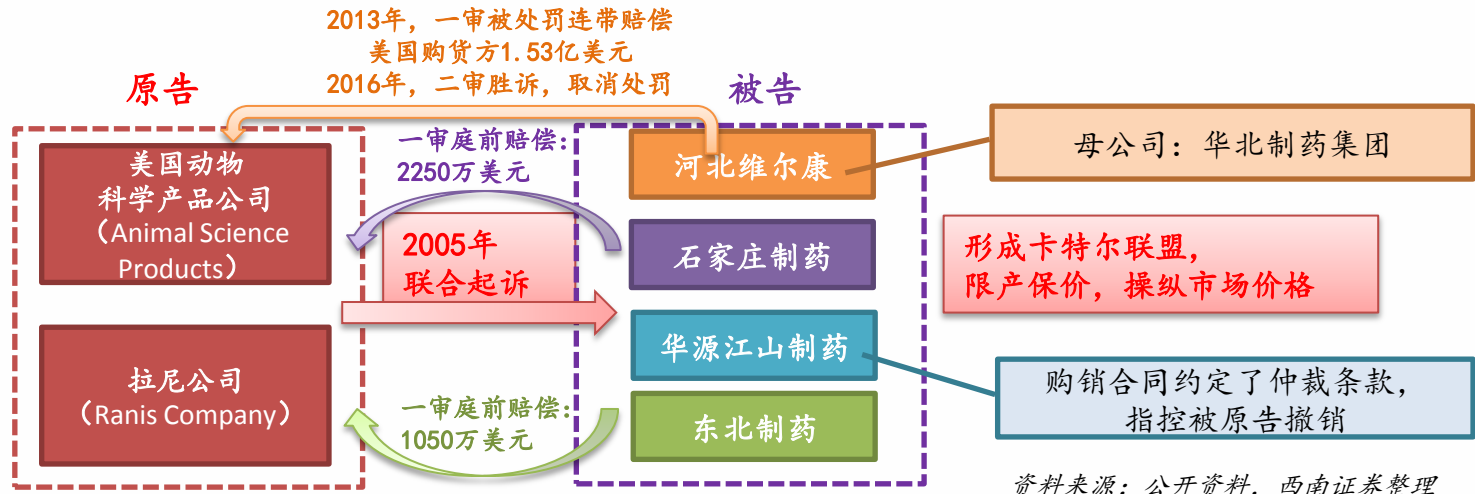 2013年，一审被处罚连带赔偿
美国购货方1.53亿美元
2016年，二审胜诉，取消处罚
原告
被告
美国动物
科学产品公司
（Animal Science
Products）
拉尼公司
（Ranis Company）
一审庭前赔偿：
2250万美元
2005年
联合起诉
一审庭前赔偿：
1050万美元
河北维尔康
石家庄制药
华源江山制药
东北制药
母公司：华北制药集团
形成卡特尔联盟，
限产保价，操纵市场价格
购销合同约定了仲裁条款，
指控被原告撤销
资料来源：公开资料，西南证券整理